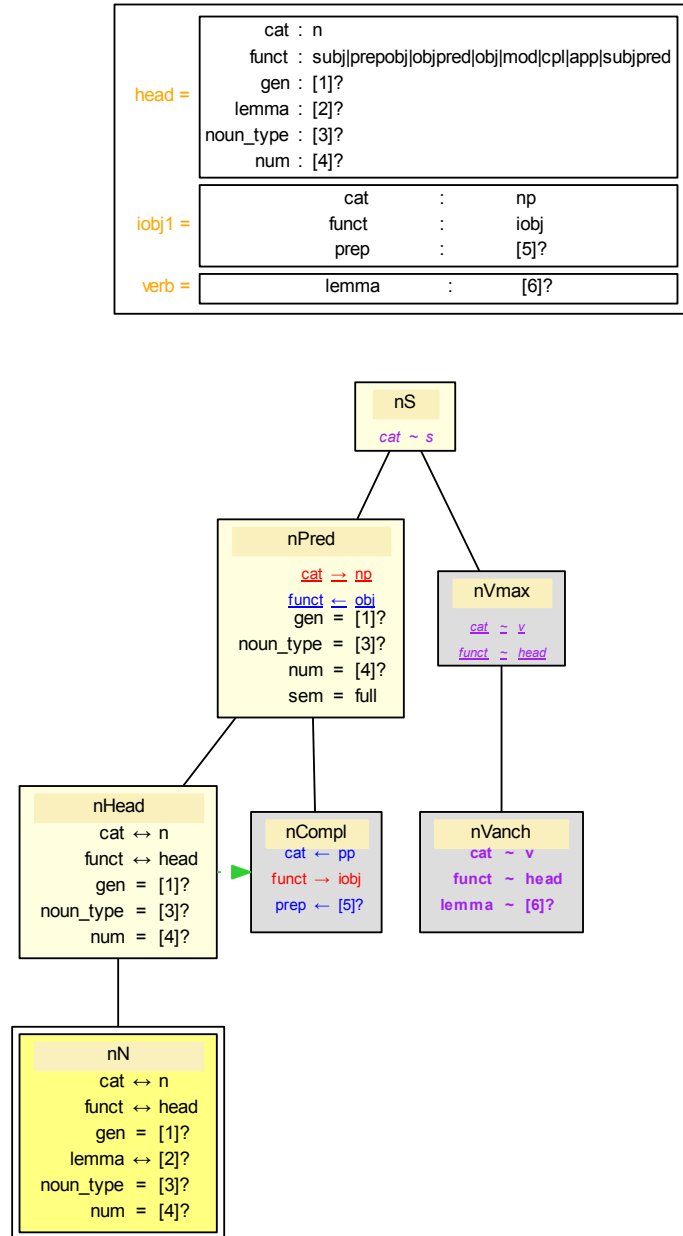 head =
cat : n
funct : subj|prepobj|objpred|obj|mod|cpl|app|subjpred
gen : [1]?
lemma : [2]?
noun_type : [3]?
num : [4]?
iobj1 =
cat : np
funct : iobj
prep : [5]?
verb =
lemma : [6]?
nS
cat ~ s
nPred
cat → np
funct ← obj
gen = [1]?
noun_type = [3]?
num = [4]?
sem = full
nVmax
cat ~ v
funct ~ head
nHead
cat ↔ n
funct ↔ head
gen = [1]?
noun_type = [3]?
num = [4]?
nCompl
cat ← pp
funct → iobj
prep ← [5]?
nVanch
cat ~ v
funct ~ head
lemma ~ [6]?
nN
cat ↔ n
funct ↔ head
gen = [1]?
lemma ↔ [2]?
noun_type = [3]?
num = [4]?